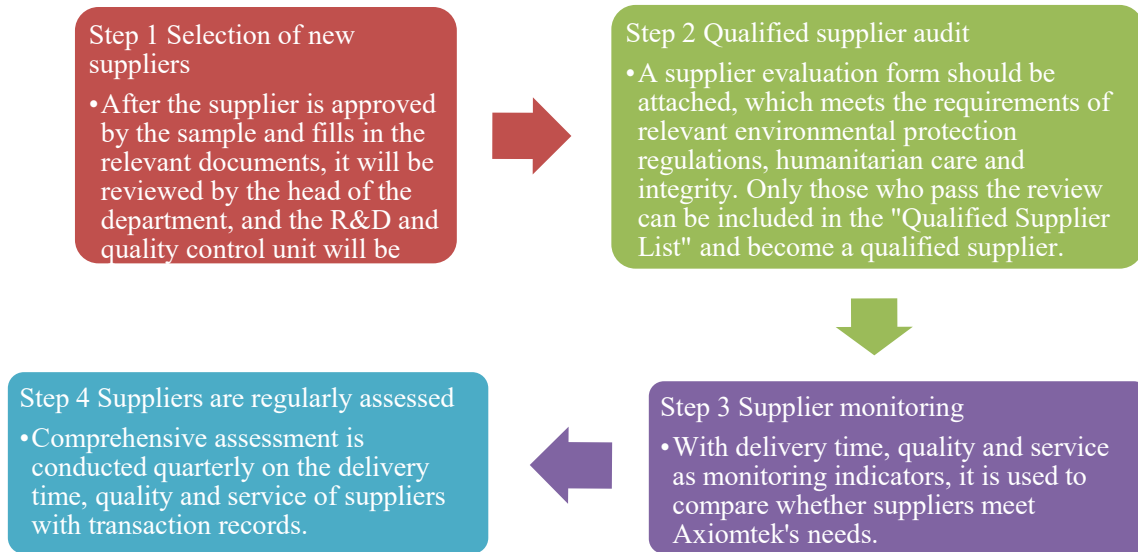 Step 1 Selection of new
suppliers
•After the supplier is approved
by the sample and fills in the
relevant documents, it will be
reviewed by the head of the
department, and the R&D and
quality control unit will be
Step 2 Qualified supplier audit
•A supplier evaluation form should be
attached, which meets the requirements of
relevant environmental protection
regulations, humanitarian care and
integrity. Only those who pass the review
can be included in the "Qualified Supplier
List" and become a qualified supplier.
Step 3 Supplier monitoring
•With delivery time, quality and service
as monitoring indicators, it is used to
compare whether suppliers meet
Axiomtek's needs.
Step 4 Suppliers are regularly assessed
•Comprehensive assessment is
conducted quarterly on the delivery
time, quality and service of suppliers
with transaction records.